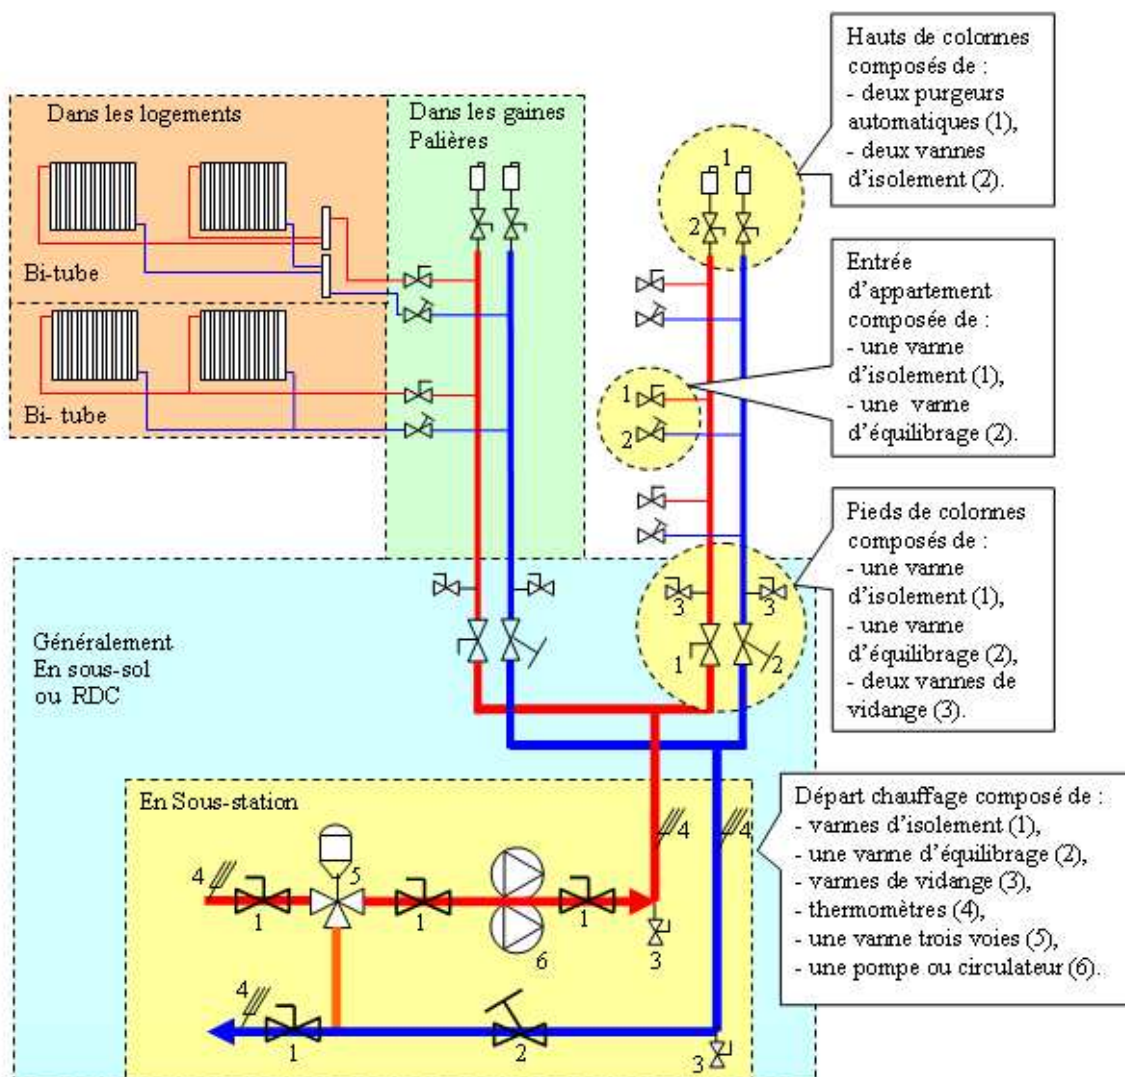 Hauts de colonnes
composés de :
- deux purgeurs
automatiques (1),
- deux vannes
d'isolement (2).
Dans les logements
Dans les gaines
Palières
1
2
Bi-tube
Entrée
d'appartement
composée de :
- une vanne
d'isolement (1),
- une vanne
d'équilibrage (2).
Bi- tube
1
2
Pieds de colonnes
composés de :
- une vanne
d'isolement (1),
- une vanne
d'équilibrage (2),
- deux vannes de
vidange (3).
3
3
1
2
Généralement
En sous-sol
ou RDC
En Sous-station
Départ chauffage composé de :
- vannes d'isolement (1),
- une vanne d'équilibrage (2),
- vannes de vidange (3),
- thermomètres (4),
- une vanne trois voies (5),
- une pompe ou circulateur (6).
4
4
4
5
1
1
1
6
3
4
1
2
3